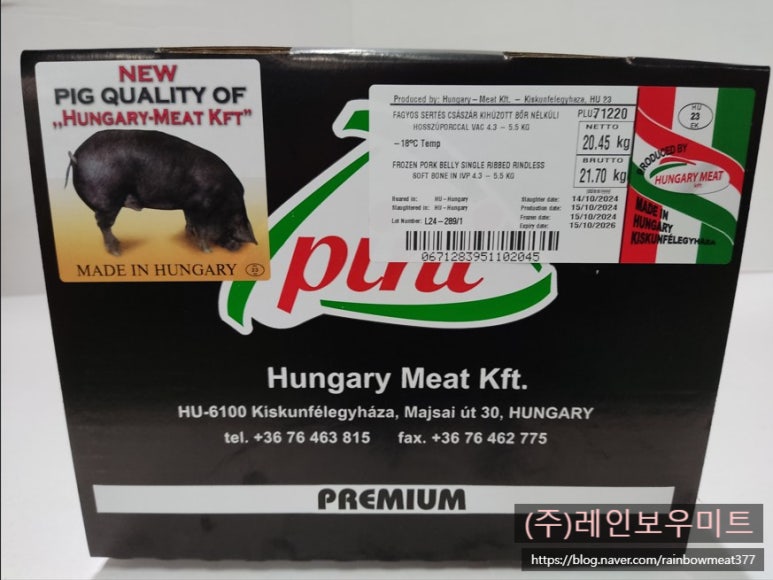 NEW
PIG QUALITY OF
„HUNGARY-MEAT KFT"
MADE IN HUNGARY
Produced by: Hungary-Meat Kft. - Kiskunfelegyhaza, HU 23
FAGYOS SERTÉS CSÁSZÁR KIHÚZOTT BŐR NÉLKÜLI
HOSSZÚPORCCAL VAC 4.3 - 5.5 KG
-18°C Temp
FROZEN PORK BELLY SINGLE RIBBED RINDLESS
SOFT BONE IN IVP 4.3 - 5.5 KG
Reared in: HU-Hungary
Slaughtered in: HU-Hungary
Lot Number: L24-289/1
Slaughter date: 14/10/2024
Production date: 15/10/2024
Frozen date: 15/10/2024
Expiry date: 15/10/2026
0671283951102045
PLU 71220
NETTO
20.45 kg
BRUTTO
21.70 kg
HU
23
EK
PRODUCED BY
HUNGARY MEAT
kft.
MADE IN
HUNGARY
KISKUNFÉLEGYHÁZA
pini
Hungary Meat Kft.
HU-6100 Kiskunfélegyháza, Majsai út 30, HUNGARY
tel. +36 76 463 815 fax. +36 76 462 775
PREMIUM
(주)레인보우미트
https://blog.naver.com/rainbowmeat377